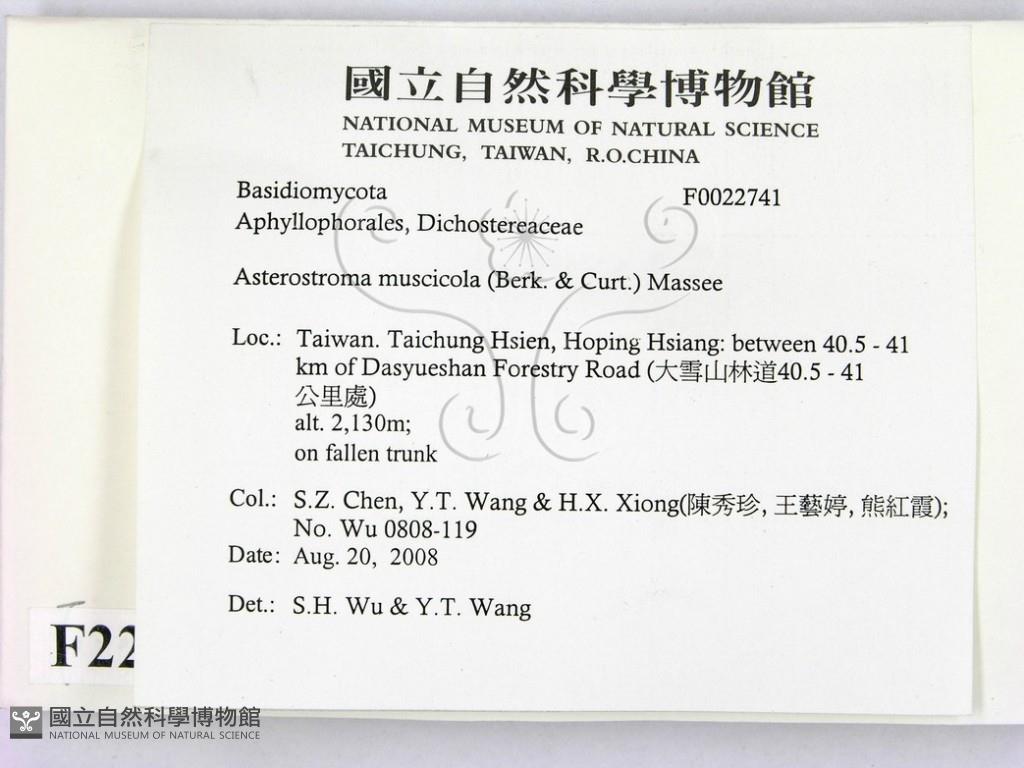 國立自然科學博物館
NATIONAL MUSEUM OF NATURAL SCIENCE
TAICHUNG, TAIWAN, R.O.CHINA
Basidiomycota F0022741
Aphyllophorales, Dichostereaceae
Asterostroma muscicola (Berk. & Curt.) Massee
Loc.: Taiwan. Taichung Hsien, Hoping Hsiang: between 40.5 - 41
km of Dasyueshan Forestry Road (大雪山林道40.5 - 41
公里處)
alt. 2,130m;
on fallen trunk
Col.: S.Z. Chen, Y.T. Wang & H.X. Xiong(陳秀珍, 王藝婷, 熊紅霞);
No. Wu 0808-119
Date: Aug. 20, 2008
Det.: S.H. Wu & Y.T. Wang
F22
國立自然科學博物館
NATIONAL MUSEUM OF NATURAL SCIENCE